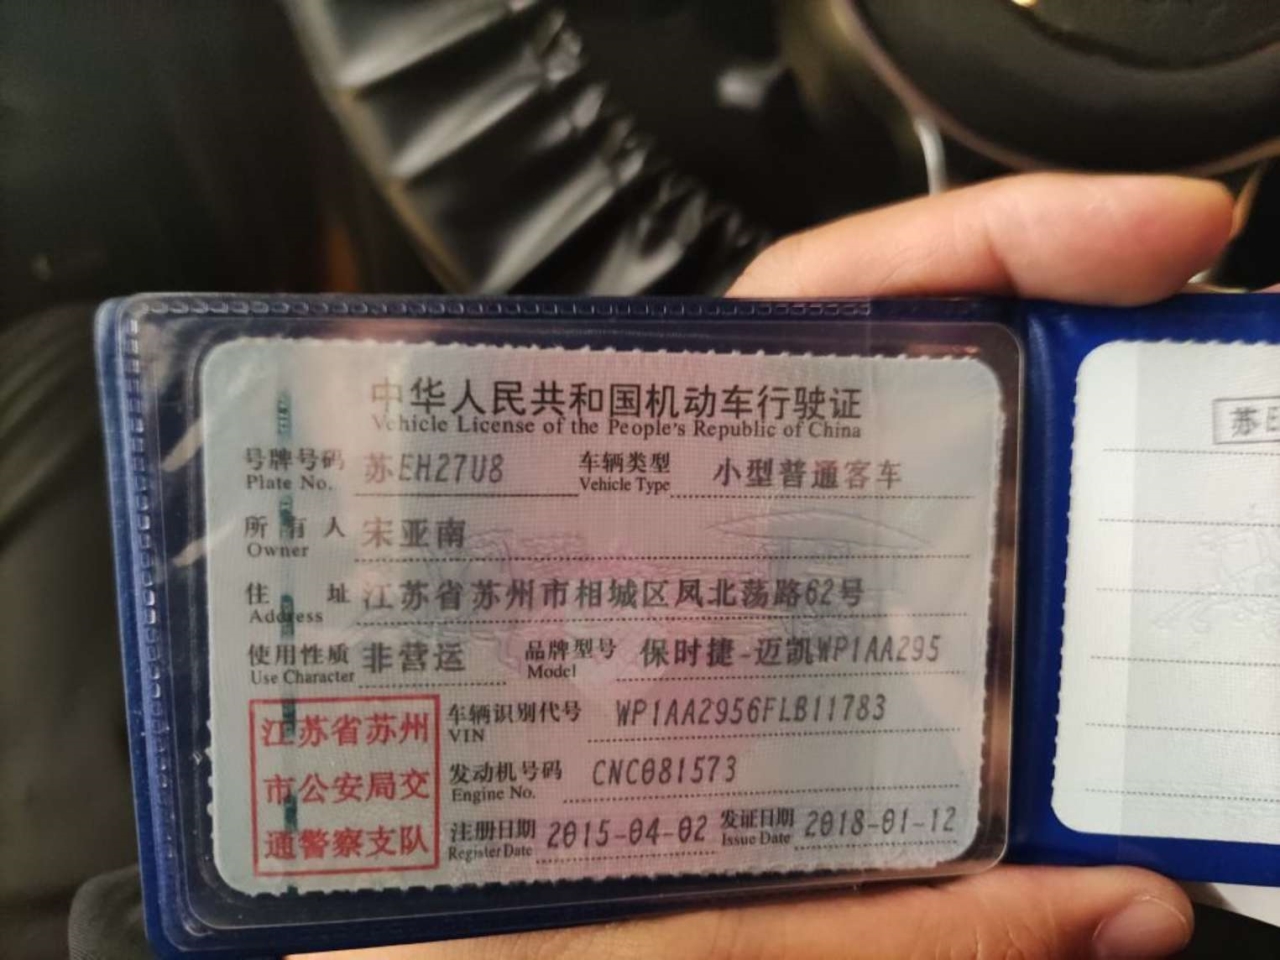 中华人民共和国机动车行驶证
Vehicle License of the People's Republic of China
号牌号码 苏EH27U8 车辆类型 小型普通客车
Plate No. Vehicle Type
所有人 宋亚南
Owner
住址 江苏省苏州市相城区凤北荡路62号
Address
使用性质 非营运 品牌型号 保时捷-迈凯WP1AA295
Use Character Model
江苏省苏州
市公安局交
通警察支队
车辆识别代号 WP1AA2956FLB11783
VIN
发动机号码 CNC081573
Engine No.
注册日期 2015-04-02 发证日期 2018-01-12
Register Date Issue Date
苏